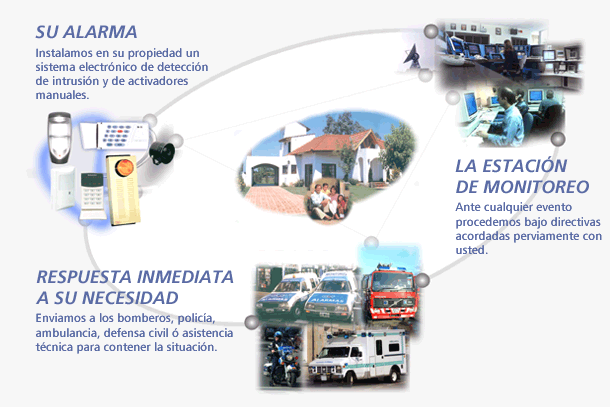 SU ALARMA
Instalamos en su propiedad un
sistema electrónico de detección
de intrusión y de activadores
manuales.
LA ESTACIÓN
DE MONITOREO
Ante cualquier evento
procedemos bajo directivas
acordadas perviamente con
usted.
RESPUESTA INMEDIATA
A SU NECESIDAD
Enviamos a los bomberos, policía,
ambulancia, defensa civil ó asistencia
técnica para contener la situación.
ALARMAS